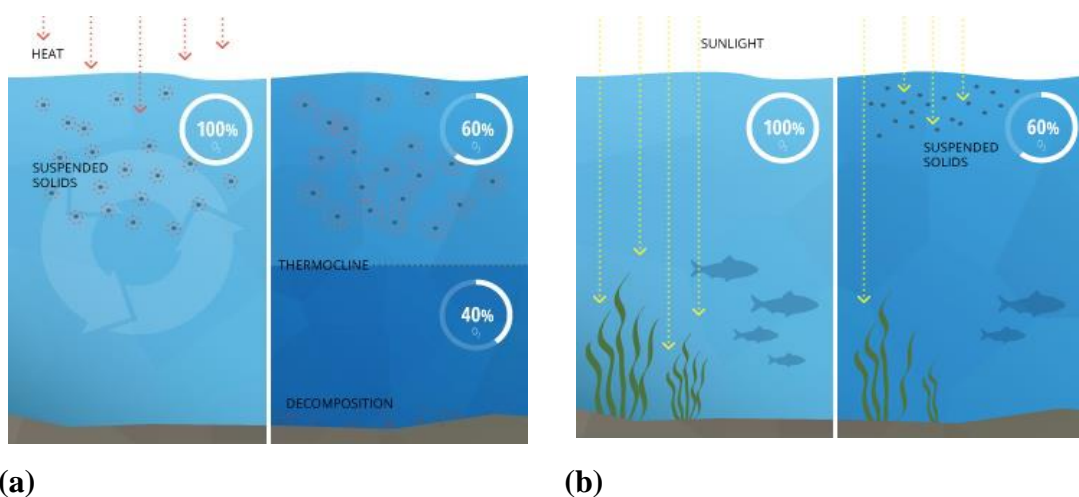 HEAT
100%
O₂
SUSPENDED
SOLIDS
60%
O₂
THERMOCLINE
40%
O₂
DECOMPOSITION
(a)
SUNLIGHT
100%
O₂
60%
O₂
SUSPENDED
SOLIDS
(b)